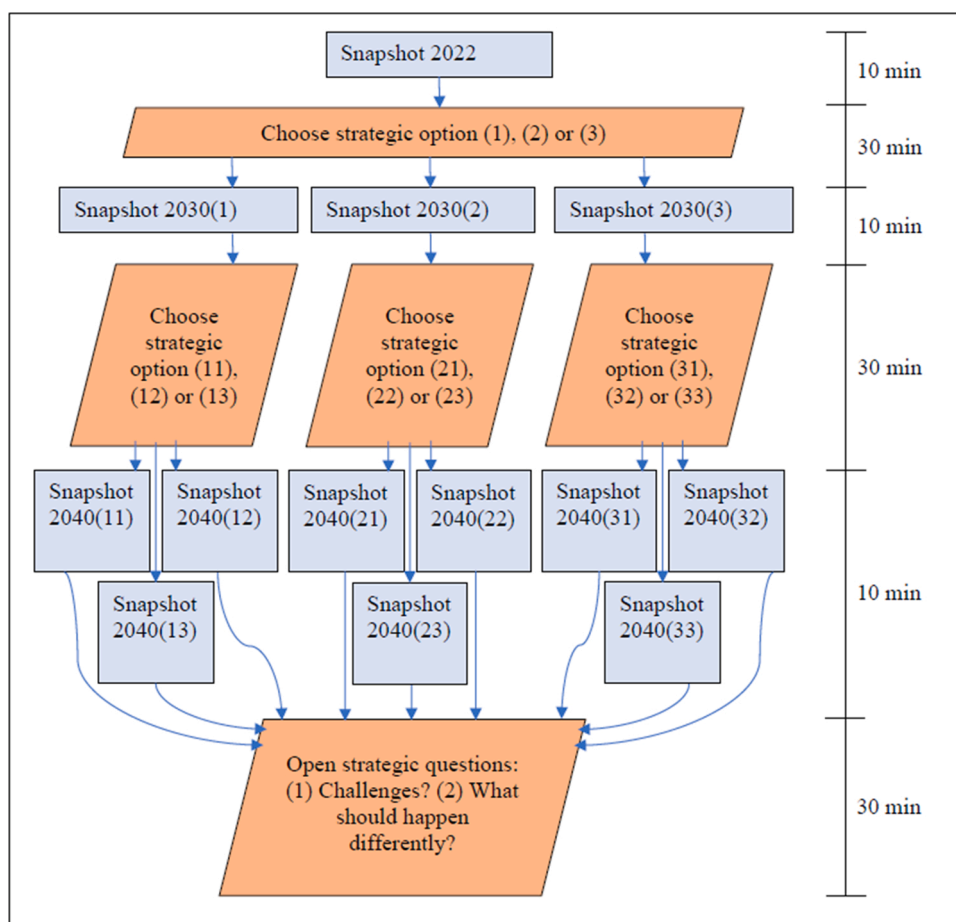 Snapshot 2022
10 min
Choose strategic option (1), (2) or (3)
30 min
Snapshot 2030(1)
Snapshot 2030(2)
Snapshot 2030(3)
10 min
Choose
strategic
option (11),
(12) or (13)
Choose
strategic
option (21),
(22) or (23)
Choose
strategic
option (31),
(32) or (33)
30 min
Snapshot
2040(11)
Snapshot
2040(12)
Snapshot
2040(21)
Snapshot
2040(22)
Snapshot
2040(31)
Snapshot
2040(32)
Snapshot
2040(13)
Snapshot
2040(23)
Snapshot
2040(33)
10 min
Open strategic questions:
(1) Challenges? (2) What
should happen
differently?
30 min